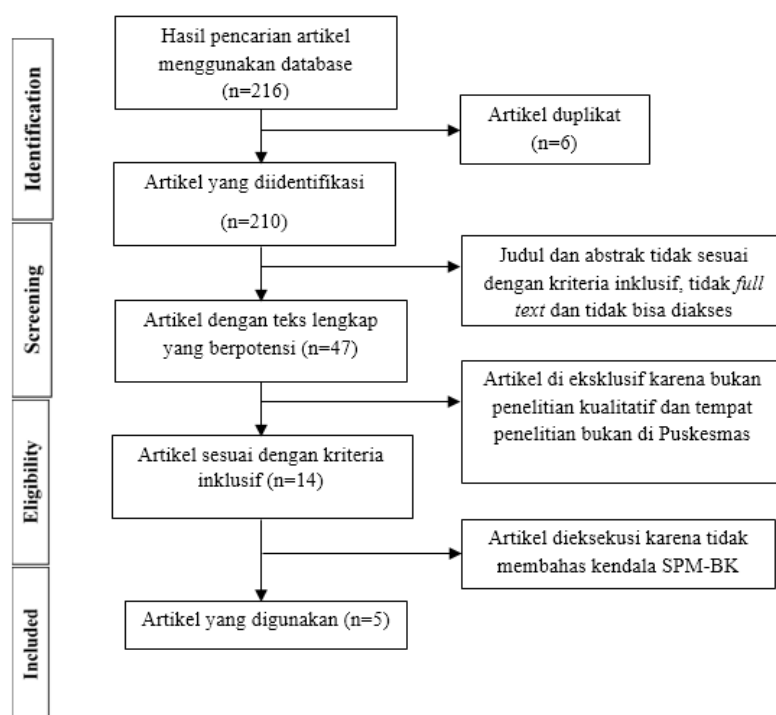 Identification
Hasil pencarian artikel
menggunakan database
(n=216)
Artikel duplikat
(n=6)
Artikel yang diidentifikasi
(n=210)
Screening
Judul dan abstrak tidak sesuai
dengan kriteria inklusif, tidak full
text dan tidak bisa diakses
Artikel dengan teks lengkap
yang berpotensi (n=47)
Eligibility
Artikel di eksklusif karena bukan
penelitian kualitatif dan tempat
penelitian bukan di Puskesmas
Artikel sesuai dengan kriteria
inklusif (n=14)
Artikel dieksekusi karena tidak
membahas kendala SPM-BK
Included
Artikel yang digunakan (n=5)